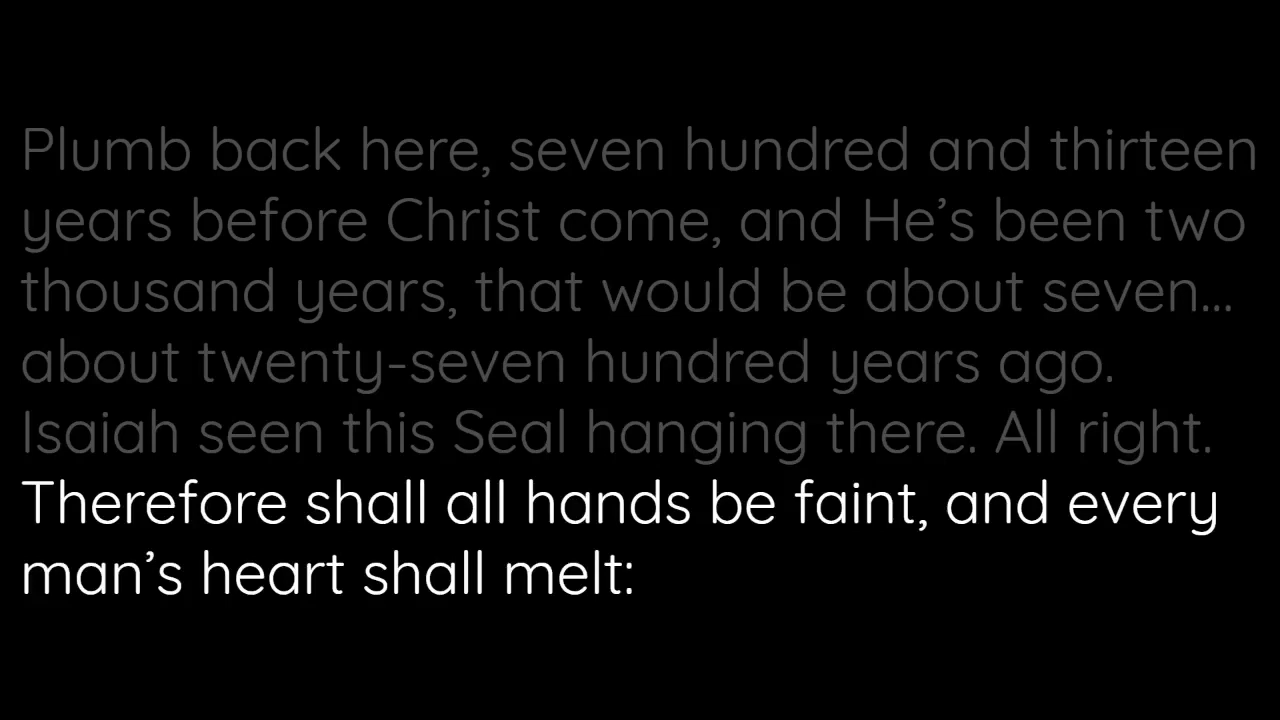 Plumb back here, seven hundred and thirteen
years before Christ come, and He’s been two
thousand years, that would be about seven...
about twenty-seven hundred years ago.
Isaiah seen this Seal hanging there. All right.
Therefore shall all hands be faint, and every
man’s heart shall melt: